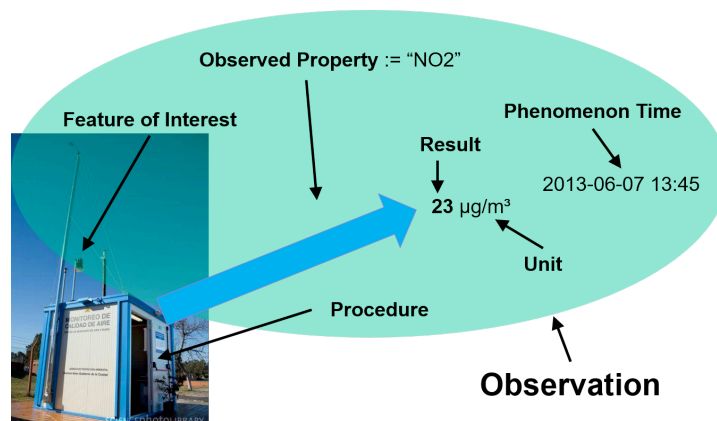 Observed Property := “NO2”
Feature of Interest
Phenomenon Time
Result
2013-06-07 13:45
23 µg/m³
Unit
Procedure
MONITOREO DE
CALIDAD DE AIRE
Observation